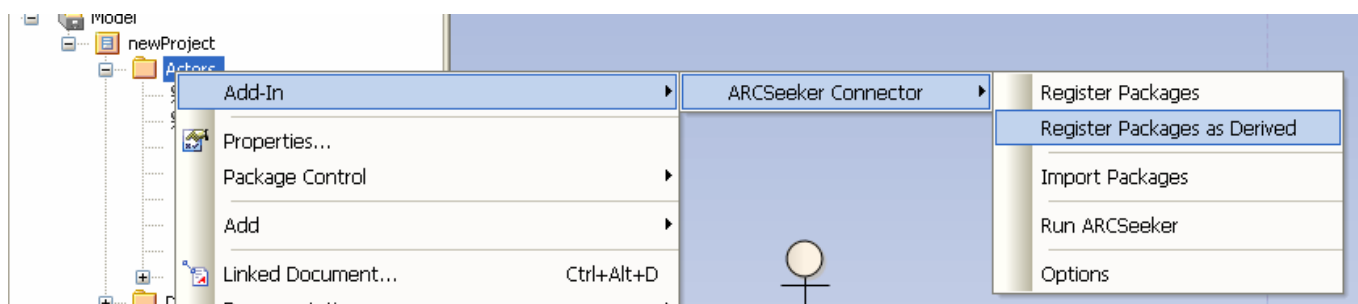 Model
newProject
Actors
Add-In
ARCSeeker Connector
Register Packages
Register Packages as Derived
Properties...
Package Control
Import Packages
Add
Run ARCSeeker
Linked Document... Ctrl+Alt+D
Options